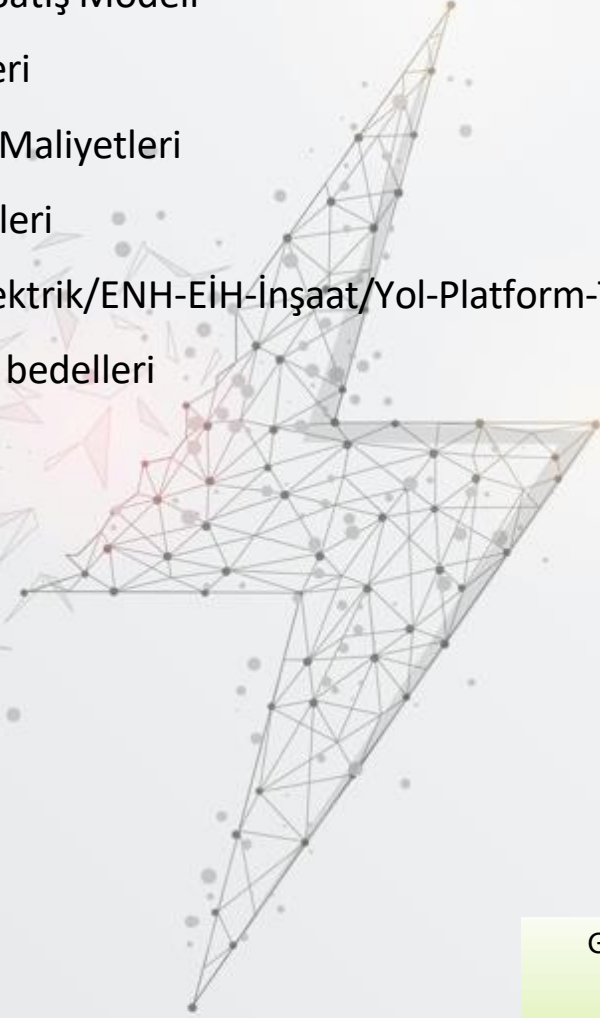 Satış Modeli
eri
Maliyetleri
leri
ektrik/ENH-EİH-İnşaat/Yol-Platform-
bedelleri
G